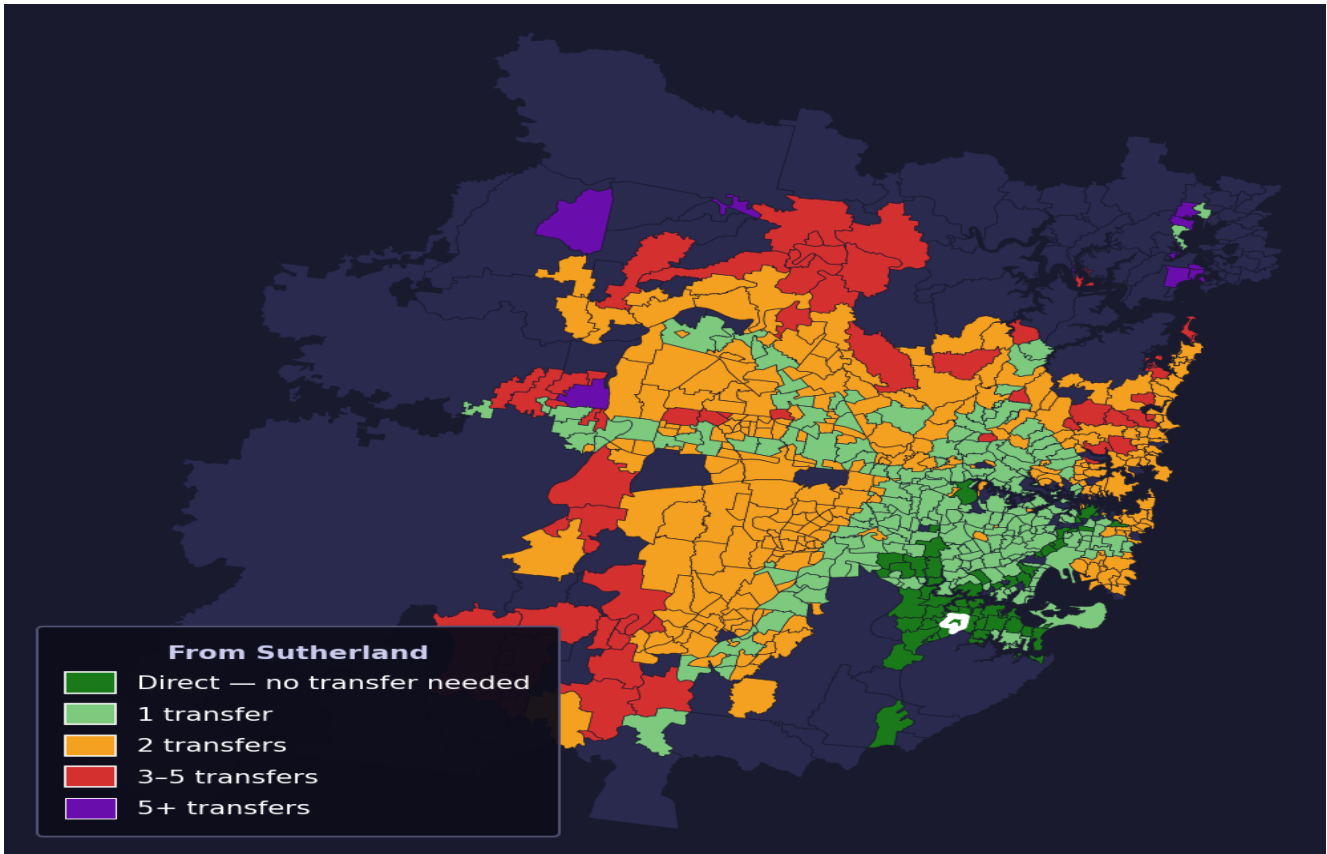 From Sutherland
Direct — no transfer needed
1 transfer
2 transfers
3–5 transfers
5+ transfers